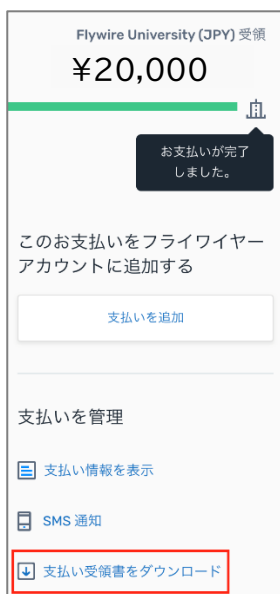 Flywire University (JPY) 受領
¥20,000
お支払いが完了
しました。
このお支払いをフライワイヤー
アカウントに追加する
支払いを追加
支払いを管理
支払い情報を表示
SMS 通知
支払い受領書をダウンロード